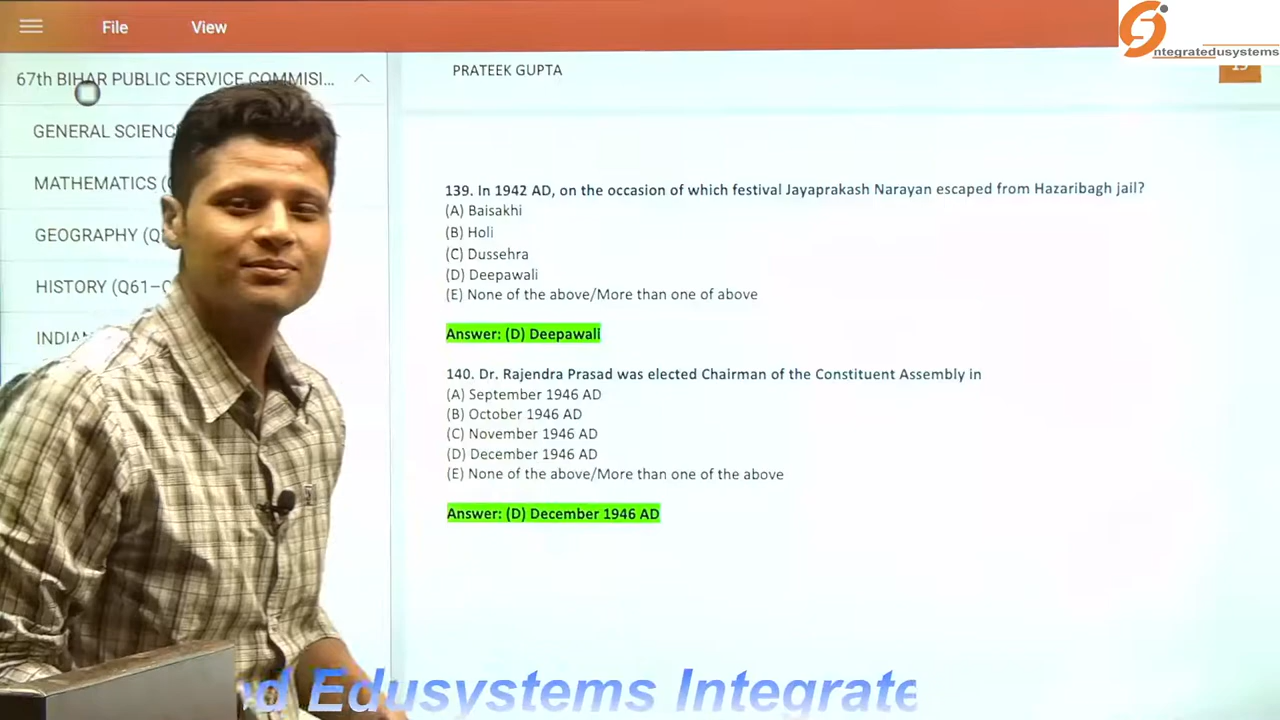 File View
ntegratedusystems
67th BIHAR PUBLIC SERVICE COMMISI...
PRATEEK GUPTA
GENERAL SCIENC
MATHEMATICS (
GEOGRAPHY (Q
HISTORY (Q61–
INDIA
139. In 1942 AD, on the occasion of which festival Jayaprakash Narayan escaped from Hazaribagh jail?
(A) Baisakhi
(B) Holi
(C) Dussehra
(D) Deepawali
(E) None of the above/More than one of above
Answer: (D) Deepawali
140. Dr. Rajendra Prasad was elected Chairman of the Constituent Assembly in
(A) September 1946 AD
(B) October 1946 AD
(C) November 1946 AD
(D) December 1946 AD
(E) None of the above/More than one of the above
Answer: (D) December 1946 AD
ed Edusystems Integrate